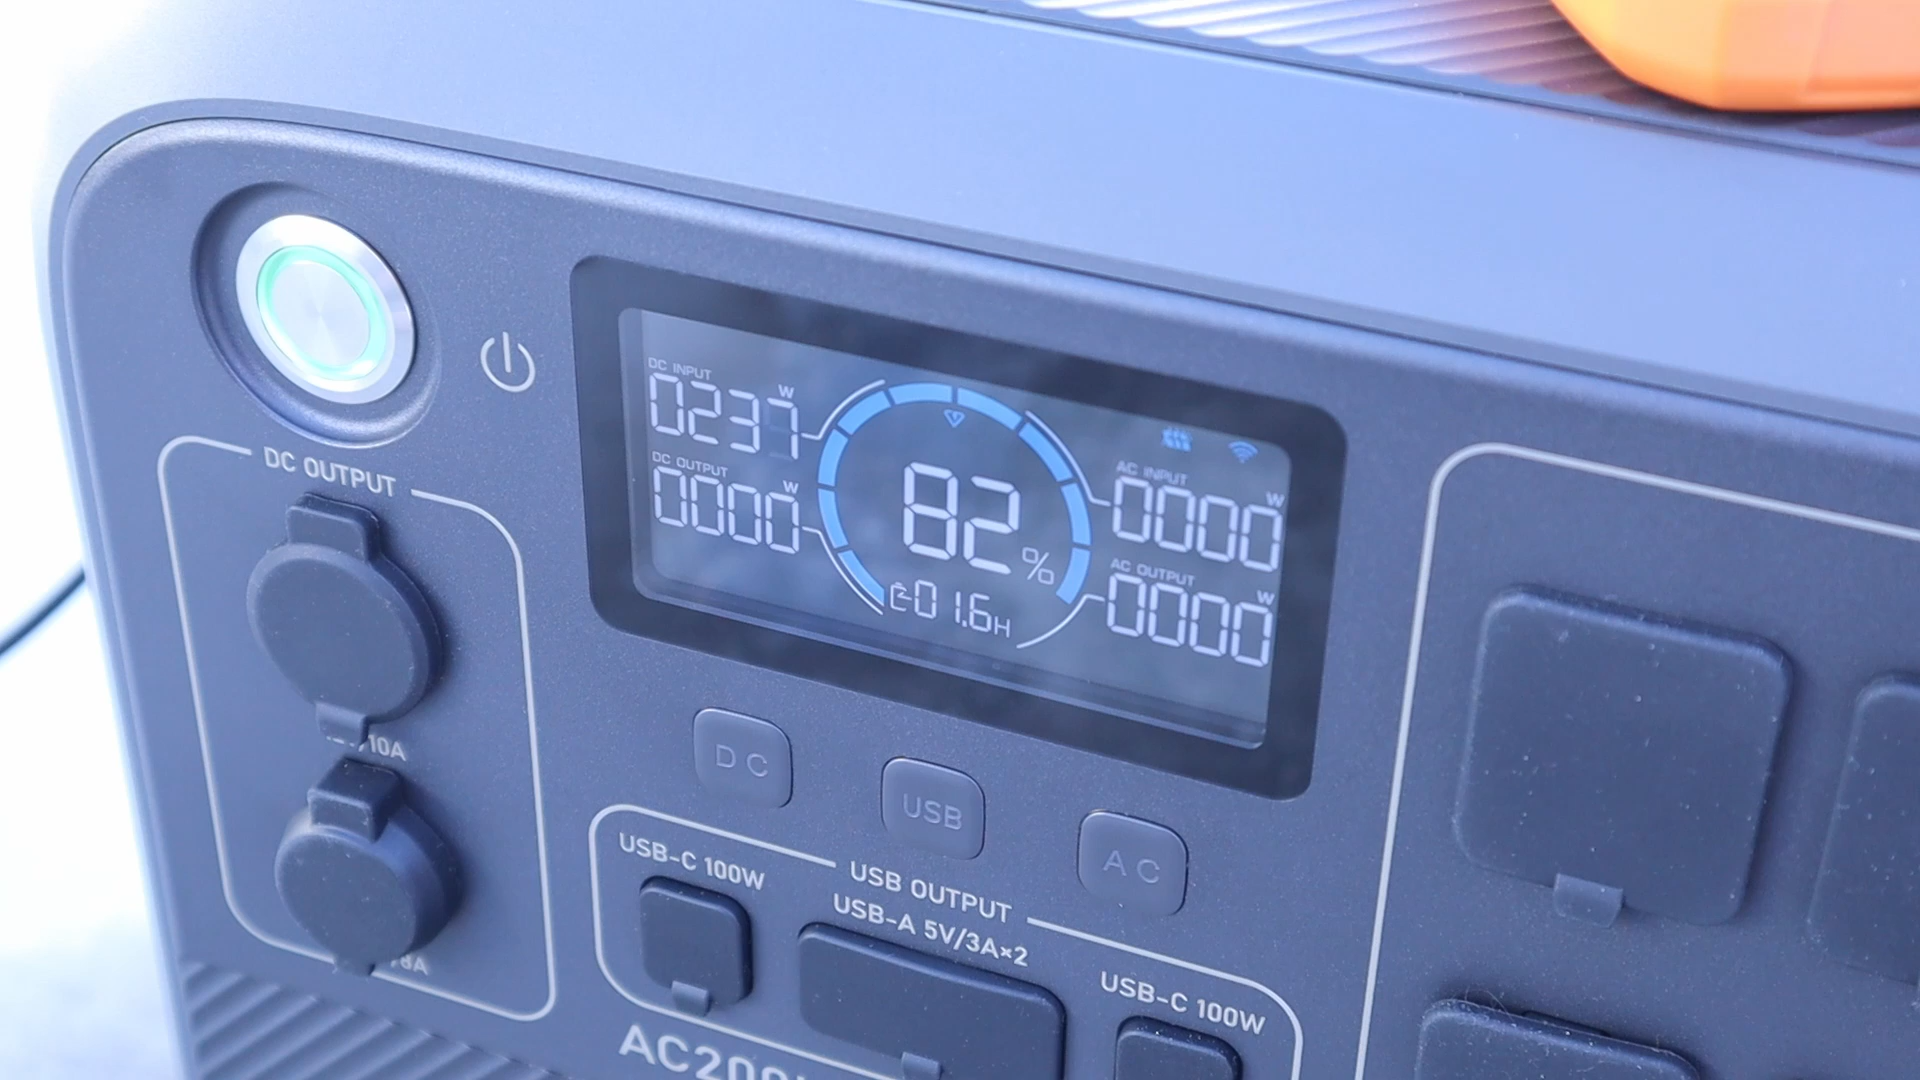 DC INPUT
0237 W
DC OUTPUT
0000 W
82 %
01.6H
AC INPUT
0000 W
AC OUTPUT
0000 W
DC OUTPUT
/10A
/8A
DC
USB
AC
USB OUTPUT
USB-C 100W
USB-A 5V/3A×2
USB-C 100W
AC200